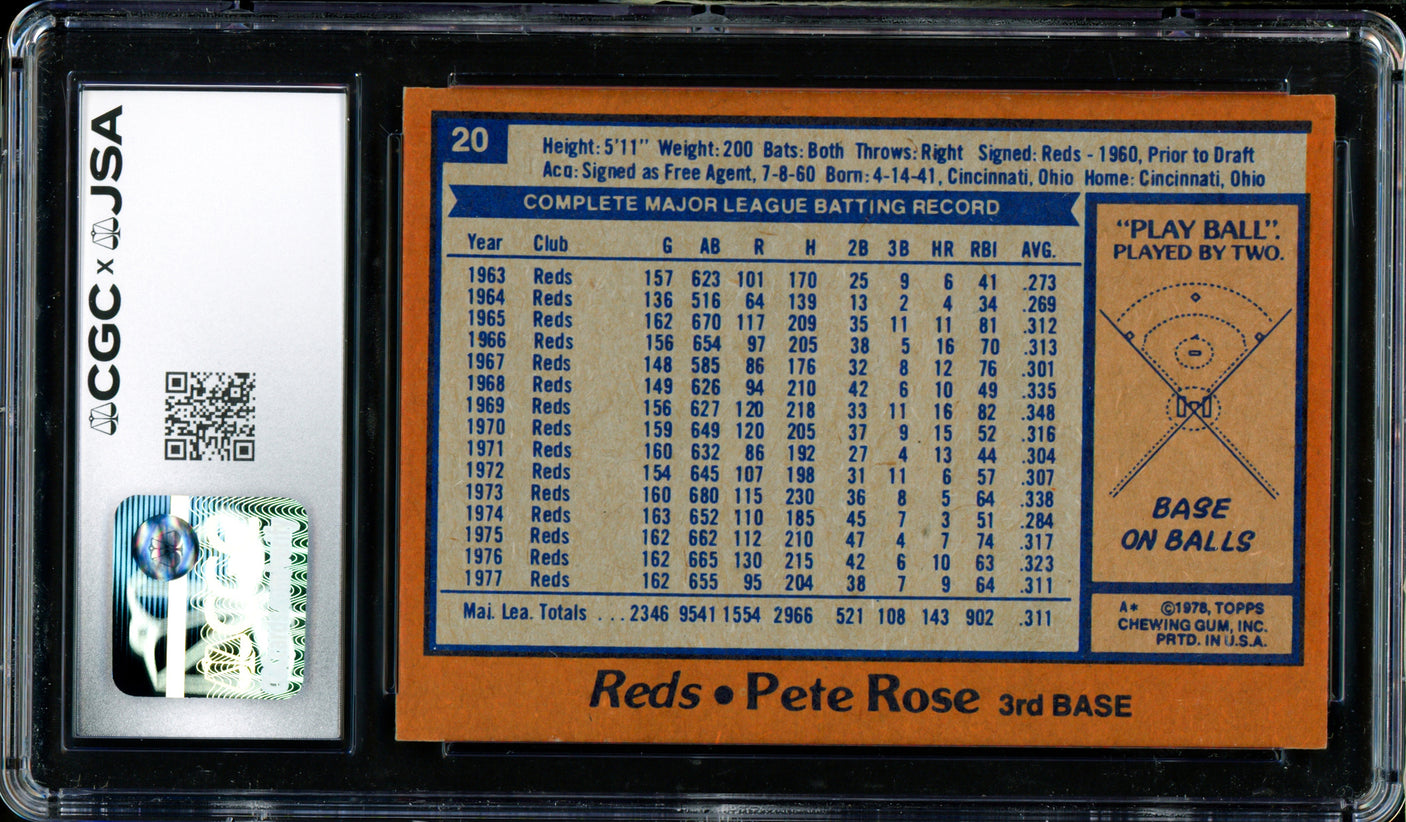 CGC x JSA
20
Height: 5'11" Weight: 200 Bats: Both Throws: Right Signed: Reds - 1960, Prior to Draft
Acq: Signed as Free Agent, 7-8-60 Born: 4-14-41, Cincinnati, Ohio Home: Cincinnati, Ohio
COMPLETE MAJOR LEAGUE BATTING RECORD
Year Club G AB R H 2B 3B HR RBI AVG.
1963 Reds 157 623 101 170 25 9 6 41 .273
1964 Reds 136 516 64 139 13 2 4 34 .269
1965 Reds 162 670 117 209 35 11 11 81 .312
1966 Reds 156 654 97 205 38 5 16 70 .313
1967 Reds 148 585 86 176 32 8 12 76 .301
1968 Reds 149 626 94 210 42 6 10 49 .335
1969 Reds 156 627 120 218 33 11 16 82 .348
1970 Reds 159 649 120 205 37 9 15 52 .316
1971 Reds 160 632 86 192 27 4 13 44 .304
1972 Reds 154 645 107 198 31 11 6 57 .307
1973 Reds 160 680 115 230 36 8 5 64 .338
1974 Reds 163 652 110 185 45 7 3 51 .284
1975 Reds 162 662 112 210 47 4 7 74 .317
1976 Reds 162 665 130 215 42 6 10 63 .323
1977 Reds 162 655 95 204 38 7 9 64 .311
Maj. Lea. Totals ... 2346 9541 1554 2966 521 108 143 902 .311
"PLAY BALL".
PLAYED BY TWO.
BASE
ON BALLS
A* ©1978, TOPPS
CHEWING GUM, INC.
PRTD. IN U.S.A.
Reds • Pete Rose 3rd BASE